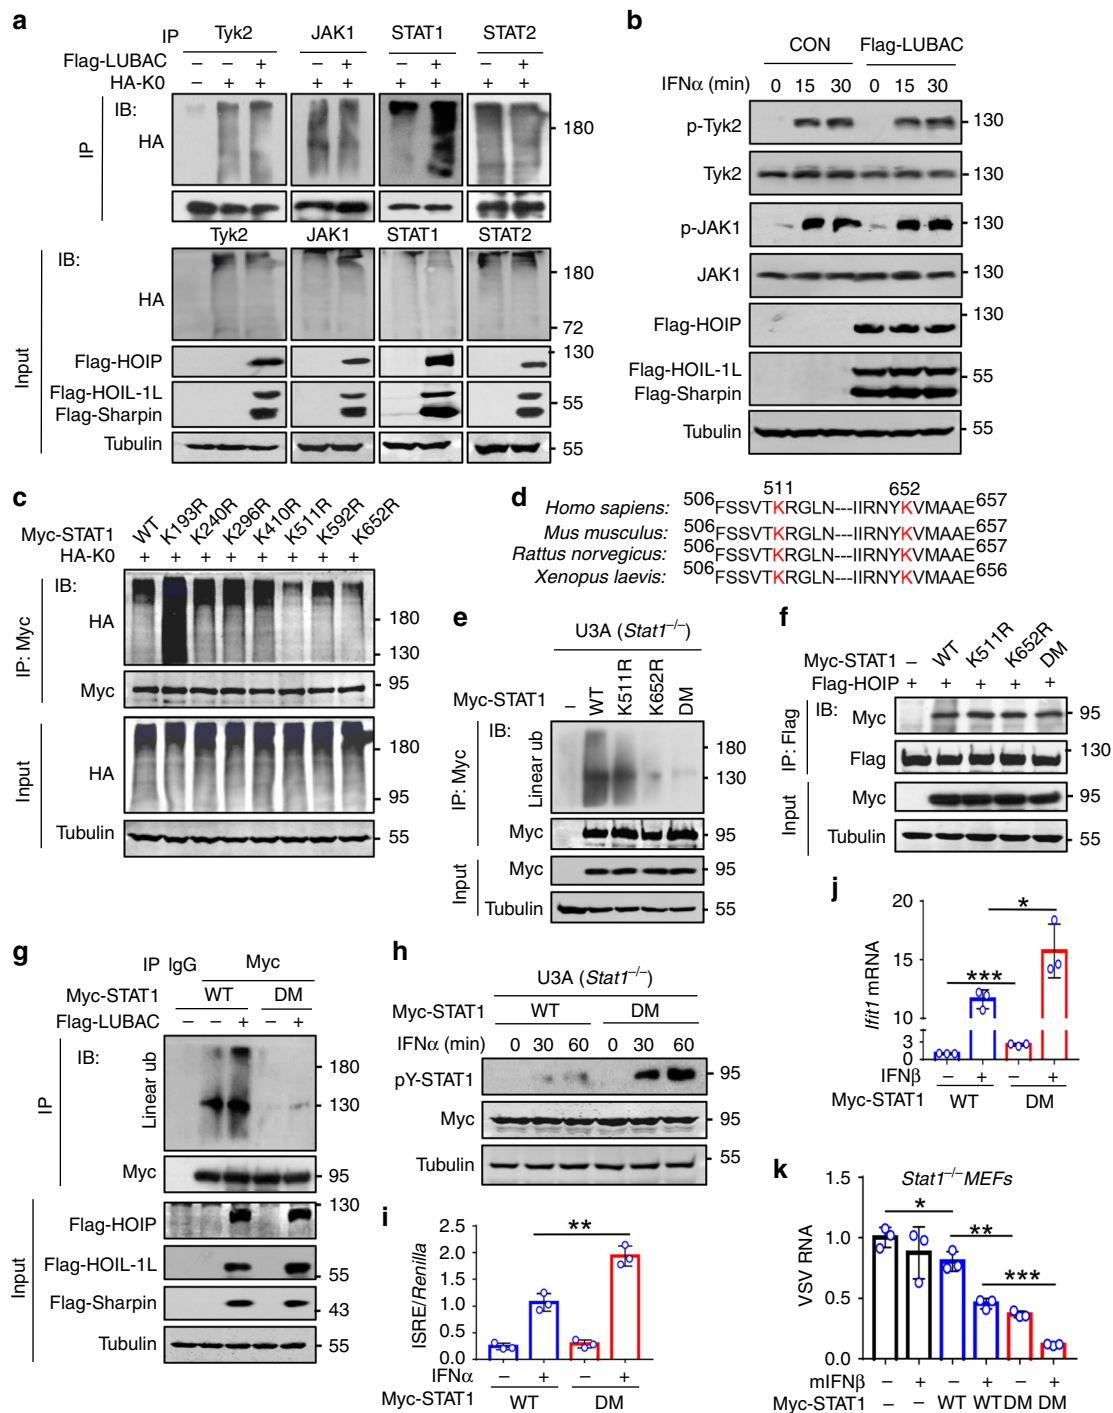 a
IP Tyk2 JAK1 STAT1 STAT2
Flag-LUBAC – – + – + – + – +
HA-K0 – + + + + + + + +
IP
IB:
HA
180
Tyk2 JAK1 STAT1 STAT2
Input
IB:
HA
180
72
Flag-HOIP 130
Flag-HOIL-1L
55
Flag-Sharpin
Tubulin 55
b
CON Flag-LUBAC
IFNα (min) 0 15 30 0 15 30
p-Tyk2 130
Tyk2 130
p-JAK1 130
JAK1 130
Flag-HOIP 130
Flag-HOIL-1L
55
Flag-Sharpin
Tubulin 55
c
Myc-STAT1 WT K193R K240R K296R K410R K511R K592R K652R
HA-K0 + + + + + + + +
IP: Myc
IB:
HA
180
130
Myc 95
Input
HA
180
95
Tubulin 55
d
511 652
Homo sapiens: 506FSSVTKRGLN---IIRNYKVMAAE657
Mus musculus: 506FSSVTKRGLN---IIRNYKVMAAE657
Rattus norvegicus: 506FSSVTKRGLN---IIRNYKVMAAE657
Xenopus laevis: 506FSSVTKRGLN---IIRNYKVMAAE656
e
U3A (Stat1–/–)
Myc-STAT1 – WT K511R K652R DM
IP: Myc
IB:
Linear ub
180
130
Myc 95
Input
Myc 95
Tubulin 55
f
Myc-STAT1 – WT K511R K652R DM
Flag-HOIP + + + + +
IP: Flag
IB:
Myc 95
Flag 130
Input
Myc 95
Tubulin 55
g
IP IgG Myc
Myc-STAT1 WT DM
Flag-LUBAC – – + – +
IP
IB:
Linear ub
180
130
Myc 95
Input
Flag-HOIP 130
Flag-HOIL-1L 55
Flag-Sharpin 43
Tubulin 55
h
U3A (Stat1–/–)
Myc-STAT1 WT DM
IFNα (min) 0 30 60 0 30 60
pY-STAT1 95
Myc 95
Tubulin 55
i
ISRE/Renilla
2.5
2.0
1.5
1.0
0.5
0.0
**
IFNα – + – +
Myc-STAT1 WT DM
j
Ifit1 mRNA
20
15
10
3
0
***
*
IFNβ – + – +
Myc-STAT1 WT DM
k
Stat1–/– MEFs
VSV RNA
1.5
1.0
0.5
0.0
*
**
***
mIFNβ – + – + – +
Myc-STAT1 – – WT WT DM DM